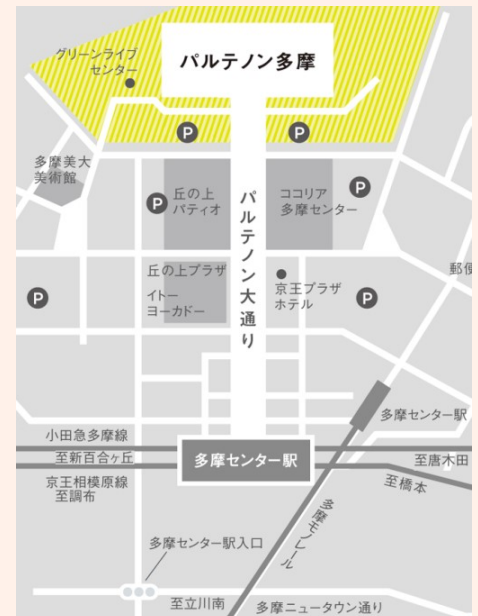 グリーンライブ
センター
パルテノン多摩
P
P
多摩美大
美術館
P
丘の上
パティオ
パルテノン大通り
ココリア
多摩センター
P
丘の上プラザ
イトー
ヨーカドー
京王プラザ
ホテル
郵便
P
P
多摩センター駅
小田急多摩線
至新百合ヶ丘
多摩センター駅
至唐木田
京王相模原線
至調布
至橋本
多摩モノレール
多摩センター駅入口
至立川南
多摩ニュータウン通り